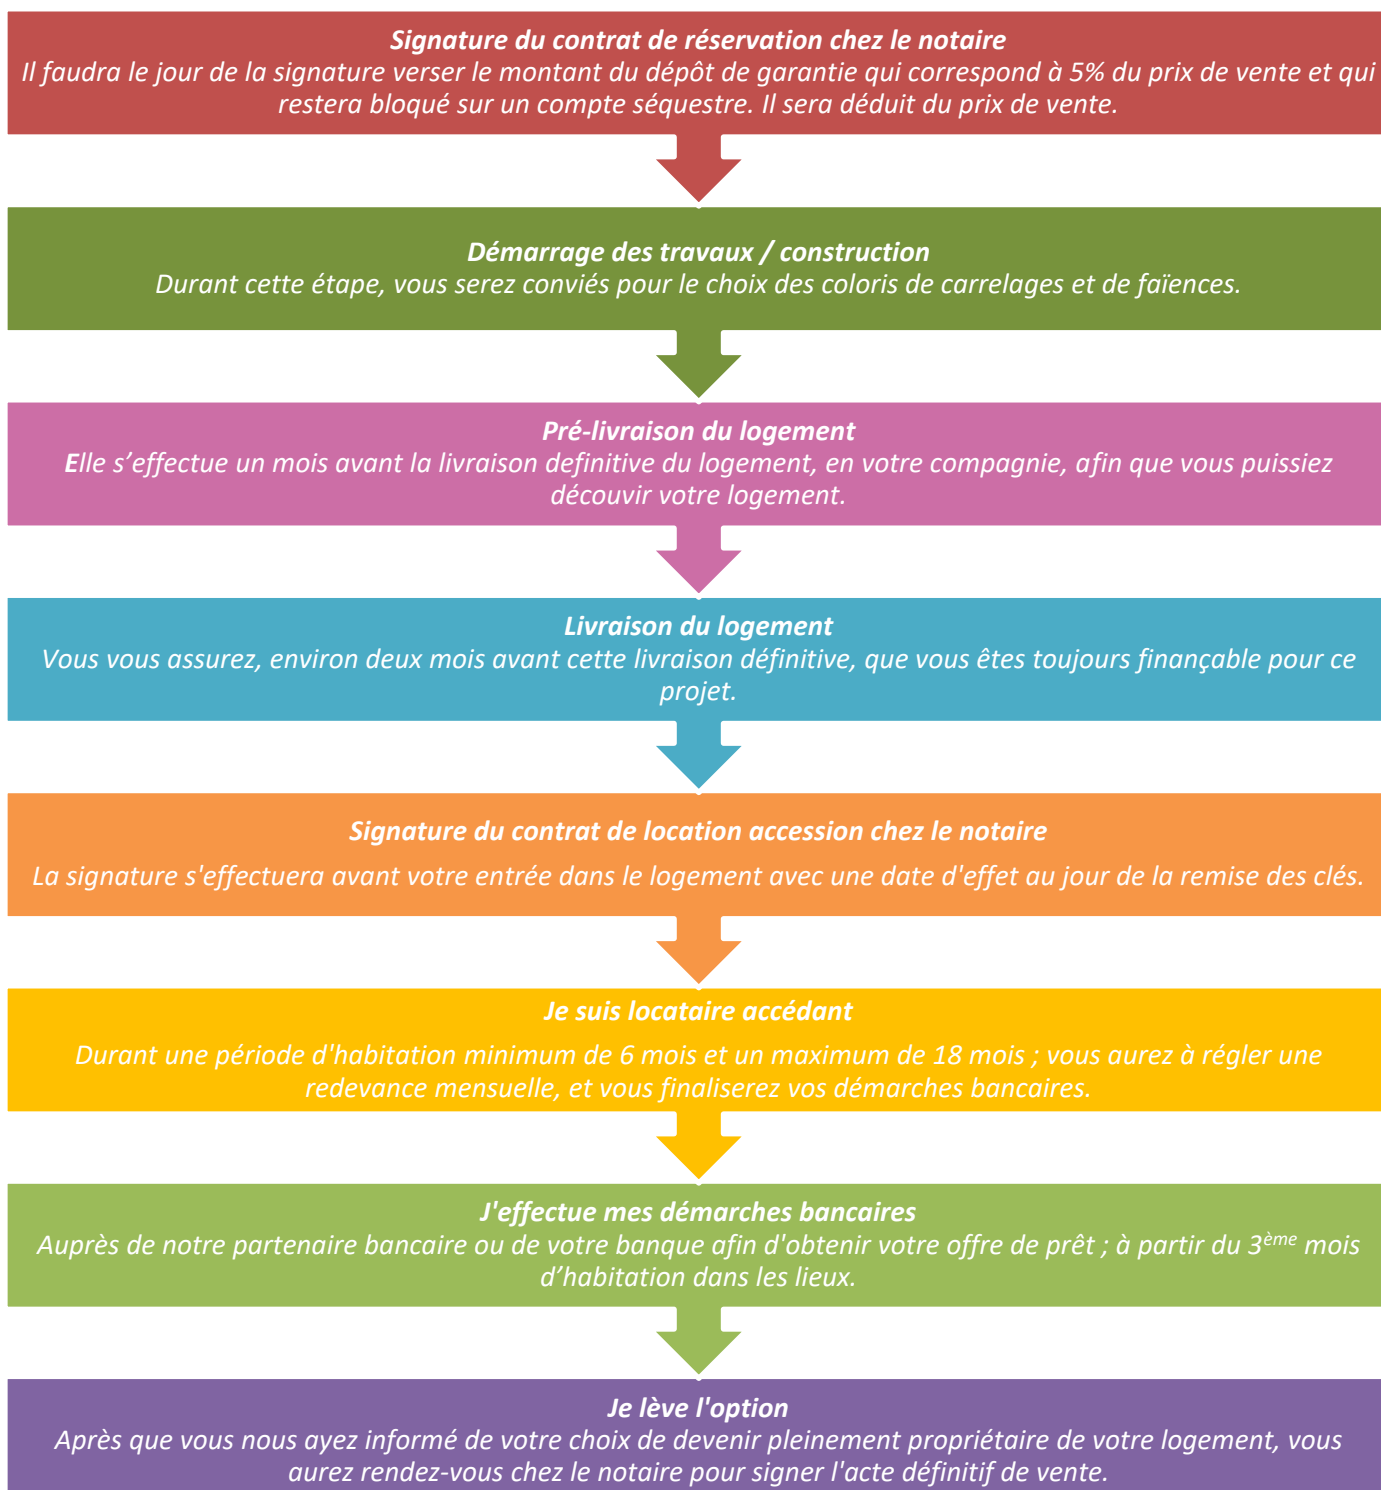 Signature du contrat de réservation chez le notaire
Il faudra le jour de la signature verser le montant du dépôt de garantie qui correspond à 5% du prix de vente et qui
restera bloqué sur un compte séquestre. Il sera déduit du prix de vente.
Démarrage des travaux / construction
Durant cette étape, vous serez conviés pour le choix des coloris de carrelages et de faïences.
Pré-livraison du logement
Elle s’effectue un mois avant la livraison definitive du logement, en votre compagnie, afin que vous puissiez
découvir votre logement.
Livraison du logement
Vous vous assurez, environ deux mois avant cette livraison définitive, que vous êtes toujours finançable pour ce
projet.
Signature du contrat de location accession chez le notaire
La signature s'effectuera avant votre entrée dans le logement avec une date d'effet au jour de la remise des clés.
Je suis locataire accédant
Durant une période d'habitation minimum de 6 mois et un maximum de 18 mois ; vous aurez à régler une
redevance mensuelle, et vous finaliserez vos démarches bancaires.
J'effectue mes démarches bancaires
Auprès de notre partenaire bancaire ou de votre banque afin d'obtenir votre offre de prêt ; à partir du 3ème mois
d’habitation dans les lieux.
Je lève l'option
Après que vous nous ayez informé de votre choix de devenir pleinement propriétaire de votre logement, vous
aurez rendez-vous chez le notaire pour signer l'acte définitif de vente.